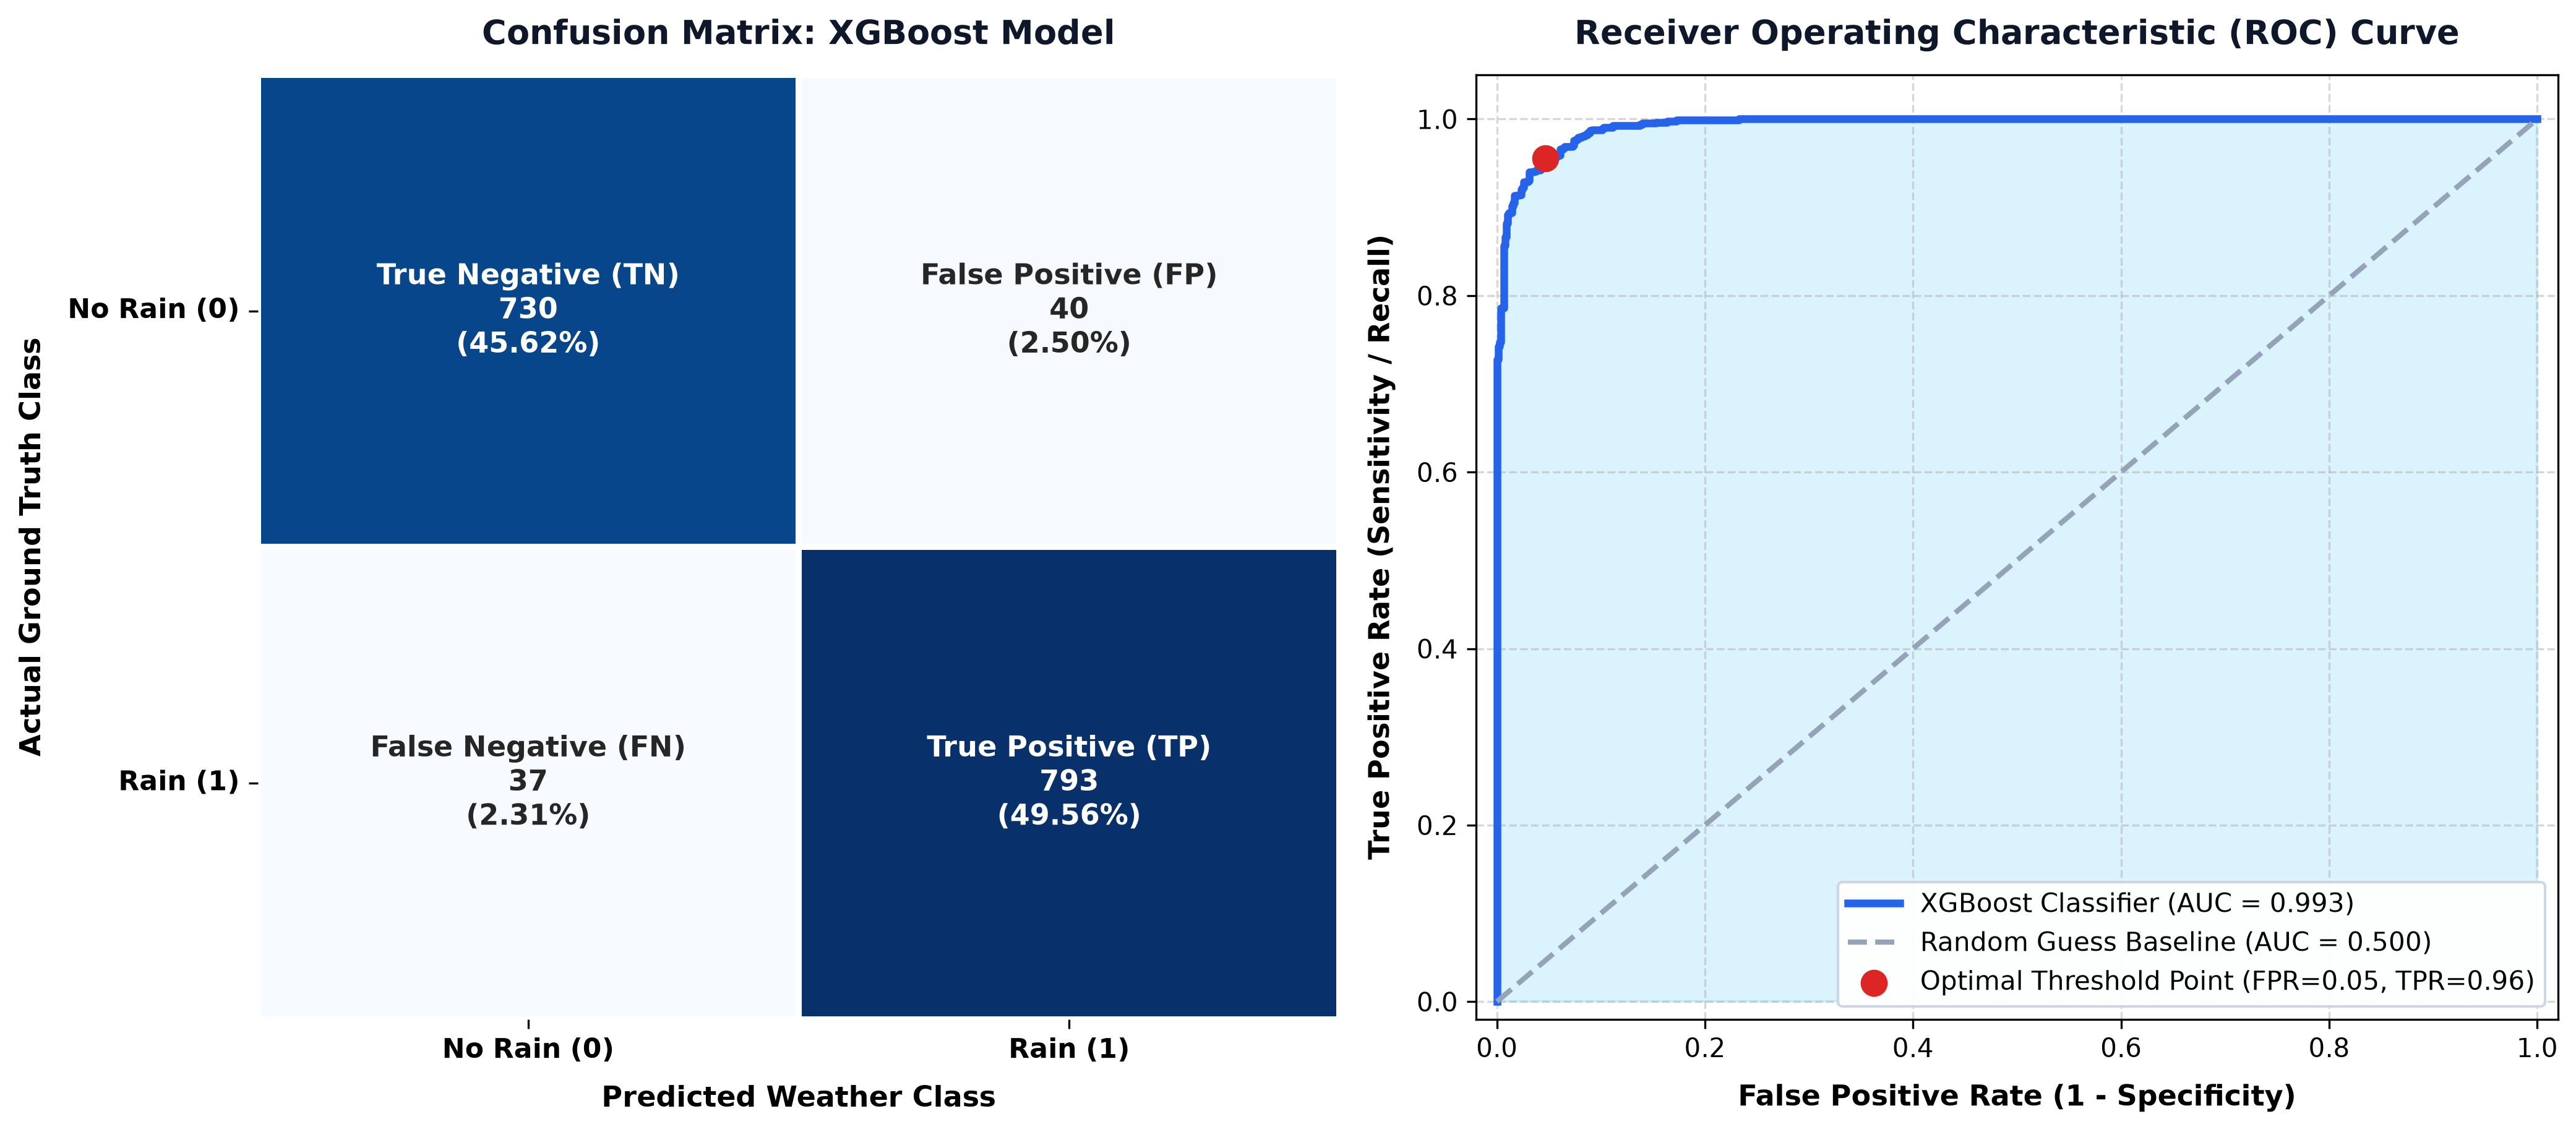 Confusion Matrix: XGBoost Model
Actual Ground Truth Class
No Rain (0)
Rain (1)
True Negative (TN)
730
(45.62%)
False Positive (FP)
40
(2.50%)
False Negative (FN)
37
(2.31%)
True Positive (TP)
793
(49.56%)
No Rain (0)
Rain (1)
Predicted Weather Class
Receiver Operating Characteristic (ROC) Curve
True Positive Rate (Sensitivity / Recall)
1.0
0.8
0.6
0.4
0.2
0.0
XGBoost Classifier (AUC = 0.993)
Random Guess Baseline (AUC = 0.500)
Optimal Threshold Point (FPR=0.05, TPR=0.96)
0.0
0.2
0.4
0.6
0.8
1.0
False Positive Rate (1 - Specificity)